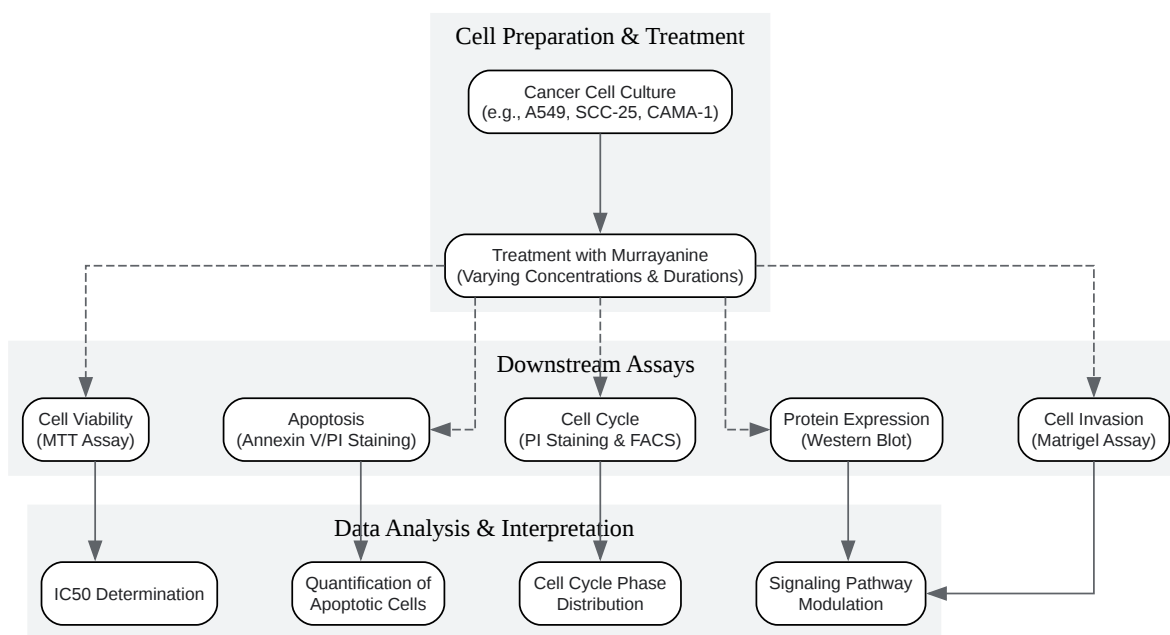 Cell Preparation & Treatment
Cancer Cell Culture
(e.g., A549, SCC-25, CAMA-1)
Treatment with Murrayanine
(Varying Concentrations & Durations)
Downstream Assays
Cell Viability
(MTT Assay)
Apoptosis
(Annexin V/PI Staining)
Cell Cycle
(PI Staining & FACS)
Protein Expression
(Western Blot)
Cell Invasion
(Matrigel Assay)
Data Analysis & Interpretation
IC50 Determination
Quantification of
Apoptotic Cells
Cell Cycle Phase
Distribution
Signaling Pathway
Modulation